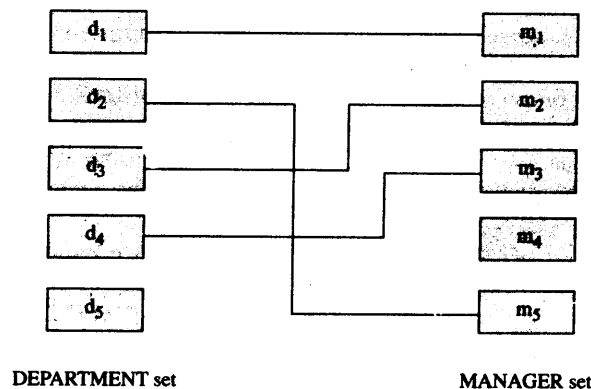 d₁ m₁
d₂ m₂
d₃ m₃
d₄ m₄
d₅ m₅
DEPARTMENT set MANAGER set